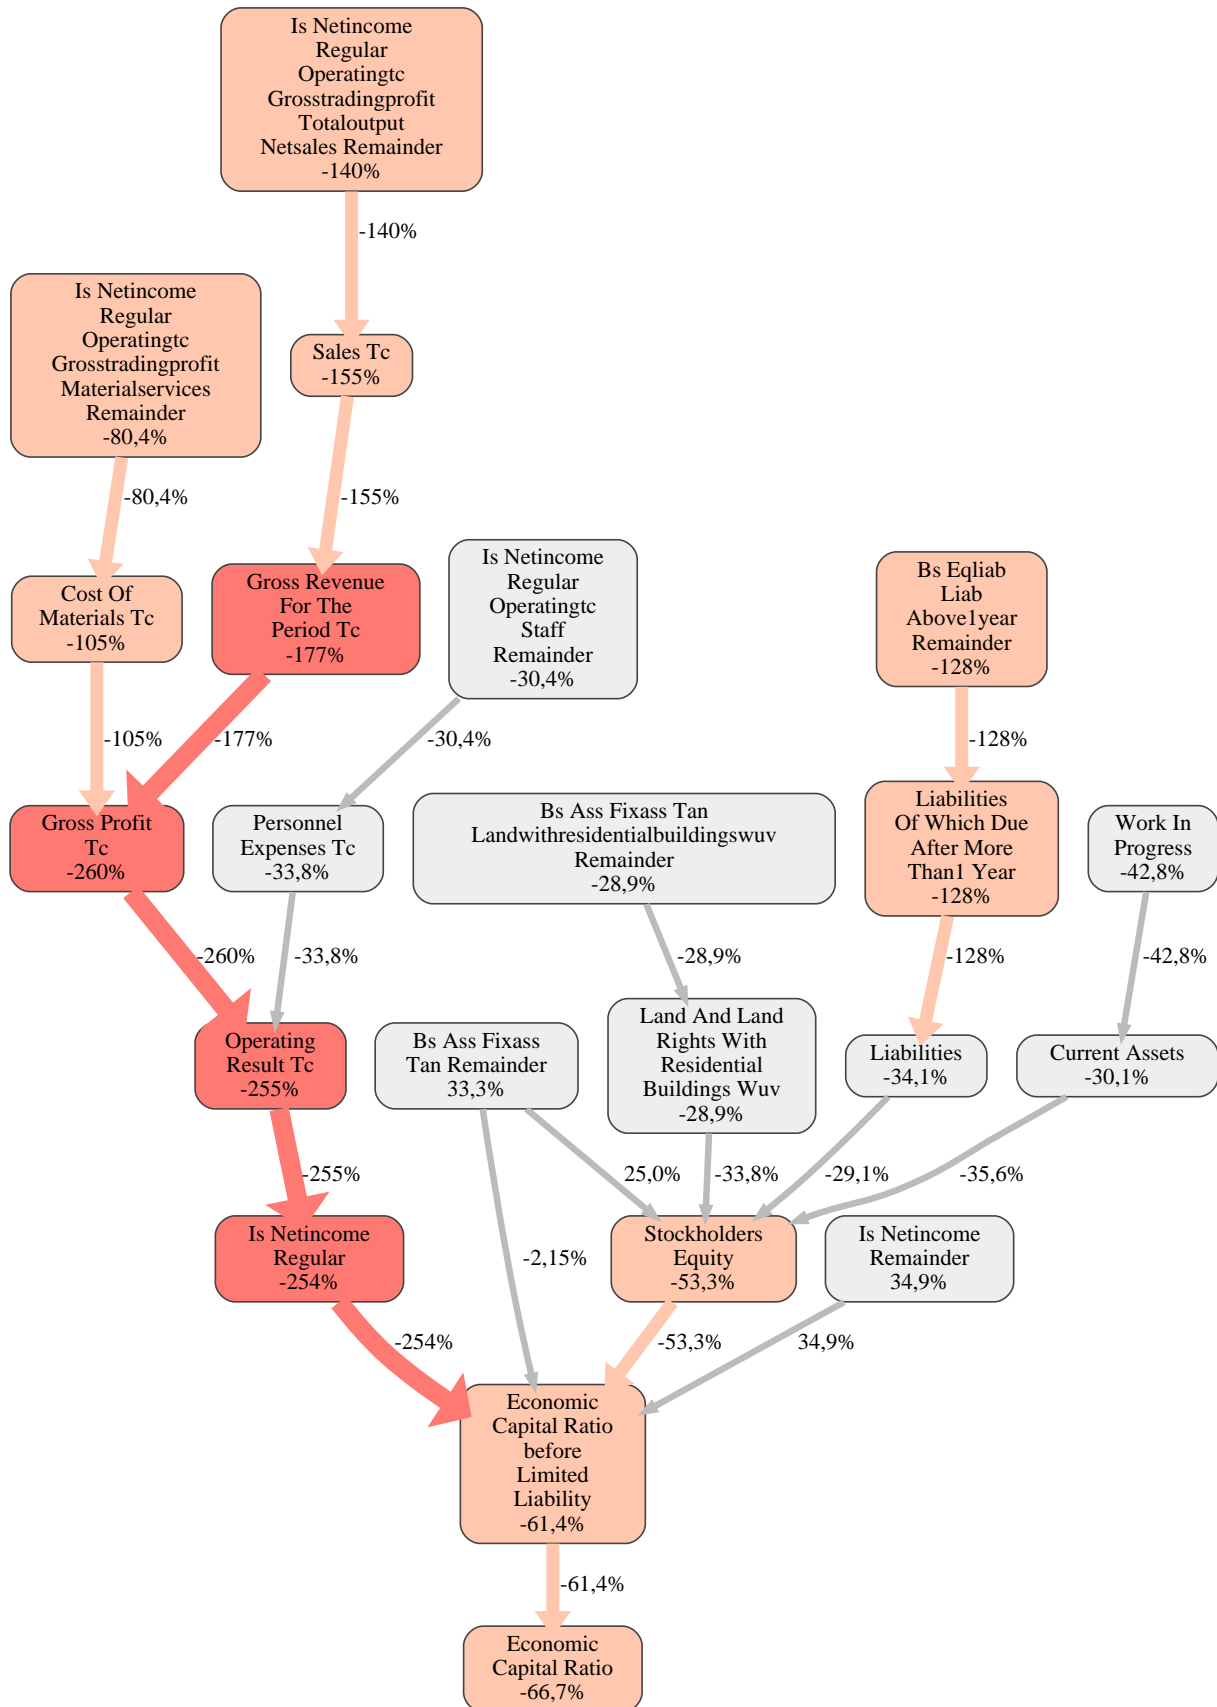 Is Netincome
Regular
Operatingtc
Grosstradingprofit
Totaloutput
Netsales Remainder
-140%
-140%
Is Netincome
Regular
Operatingtc
Grosstradingprofit
Materialservices
Remainder
-80,4%
Sales Tc
-155%
-80,4%
-155%
Cost Of
Materials Tc
-105%
Gross Revenue
For The
Period Tc
-177%
Is Netincome
Regular
Operatingtc
Staff
Remainder
-30,4%
Bs Eqliab
Liab
Above1year
Remainder
-128%
-105%
-177%
-30,4%
-128%
Gross Profit
Tc
-260%
Personnel
Expenses Tc
-33,8%
Bs Ass Fixass Tan
Landwithresidentialbuildingswuv
Remainder
-28,9%
Liabilities
Of Which Due
After More
Than1 Year
-128%
Work In
Progress
-42,8%
-260%
-33,8%
-28,9%
-128%
-42,8%
Operating
Result Tc
-255%
Bs Ass Fixass
Tan Remainder
33,3%
Land And Land
Rights With
Residential
Buildings Wuv
-28,9%
Liabilities
-34,1%
Current Assets
-30,1%
-255%
25,0%
-33,8%
-29,1%
-35,6%
Is Netincome
Regular
-254%
-2,15%
Stockholders
Equity
-53,3%
Is Netincome
Remainder
34,9%
-254%
-53,3%
34,9%
Economic
Capital Ratio
before
Limited
Liability
-61,4%
-61,4%
Economic
Capital Ratio
-66,7%